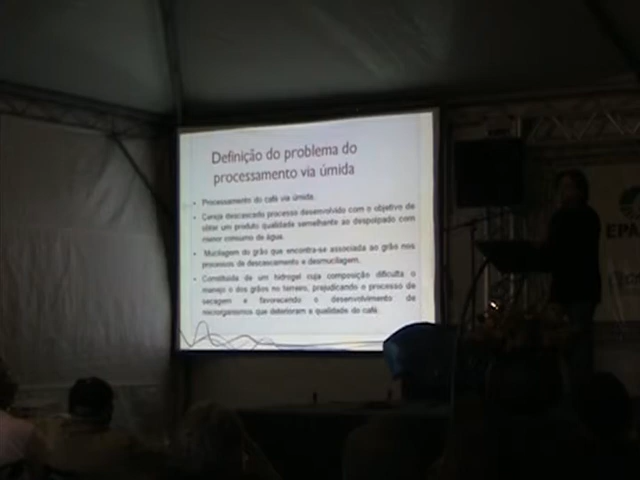 Definição do problema do
processamento via úmida
Processamento do café via úmida.
Cereja descascado processo desenvolvido com o objetivo de
obter um produto qualidade semelhante ao despolpado com
menor consumo de água.
Mucilagem do grão que encontra-se associada ao grão nos
processos de descascamento e desmucilagem.
Constituída de um hidrogel cuja composição dificulta o
manejo o dos grãos no terreiro, prejudicando o processo de
secagem e favorecendo o desenvolvimento de
microrganismos que deterioram a qualidade do café.
EPA